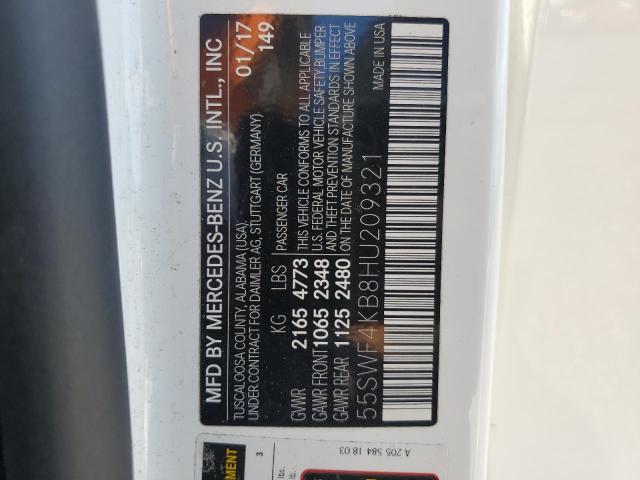 MFD BY MERCEDES-BENZ U.S. INTL., INC
TUSCALOOSA COUNTY, ALABAMA (USA) 01/17
UNDER CONTRACT FOR DAIMLER AG, STUTTGART (GERMANY) 149
KG LBS PASSENGER CAR
GVWR 2165 4773 THIS VEHICLE CONFORMS TO ALL APPLICABLE
GAWR FRONT 1065 2348 U.S. FEDERAL MOTOR VEHICLE SAFETY, BUMPER
GAWR REAR 1125 2480 AND THEFT PREVENTION STANDARDS IN EFFECT
ON THE DATE OF MANUFACTURE SHOWN ABOVE
55SWF4KB8HU209321 MADE IN USA
A 205 584 18 03
3
lbs.
lb.